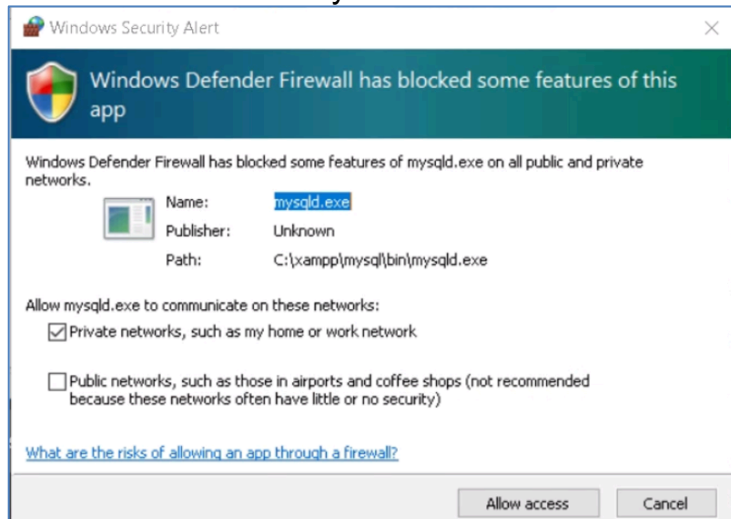 Windows Security Alert
Windows Defender Firewall has blocked some features of this
app
Windows Defender Firewall has blocked some features of mysqld.exe on all public and private
networks.
Name: mysqld.exe
Publisher: Unknown
Path: C:\xampp\mysql\bin\mysqld.exe
Allow mysqld.exe to communicate on these networks:
Private networks, such as my home or work network
Public networks, such as those in airports and coffee shops (not recommended
because these networks often have little or no security)
What are the risks of allowing an app through a firewall?
Allow access Cancel